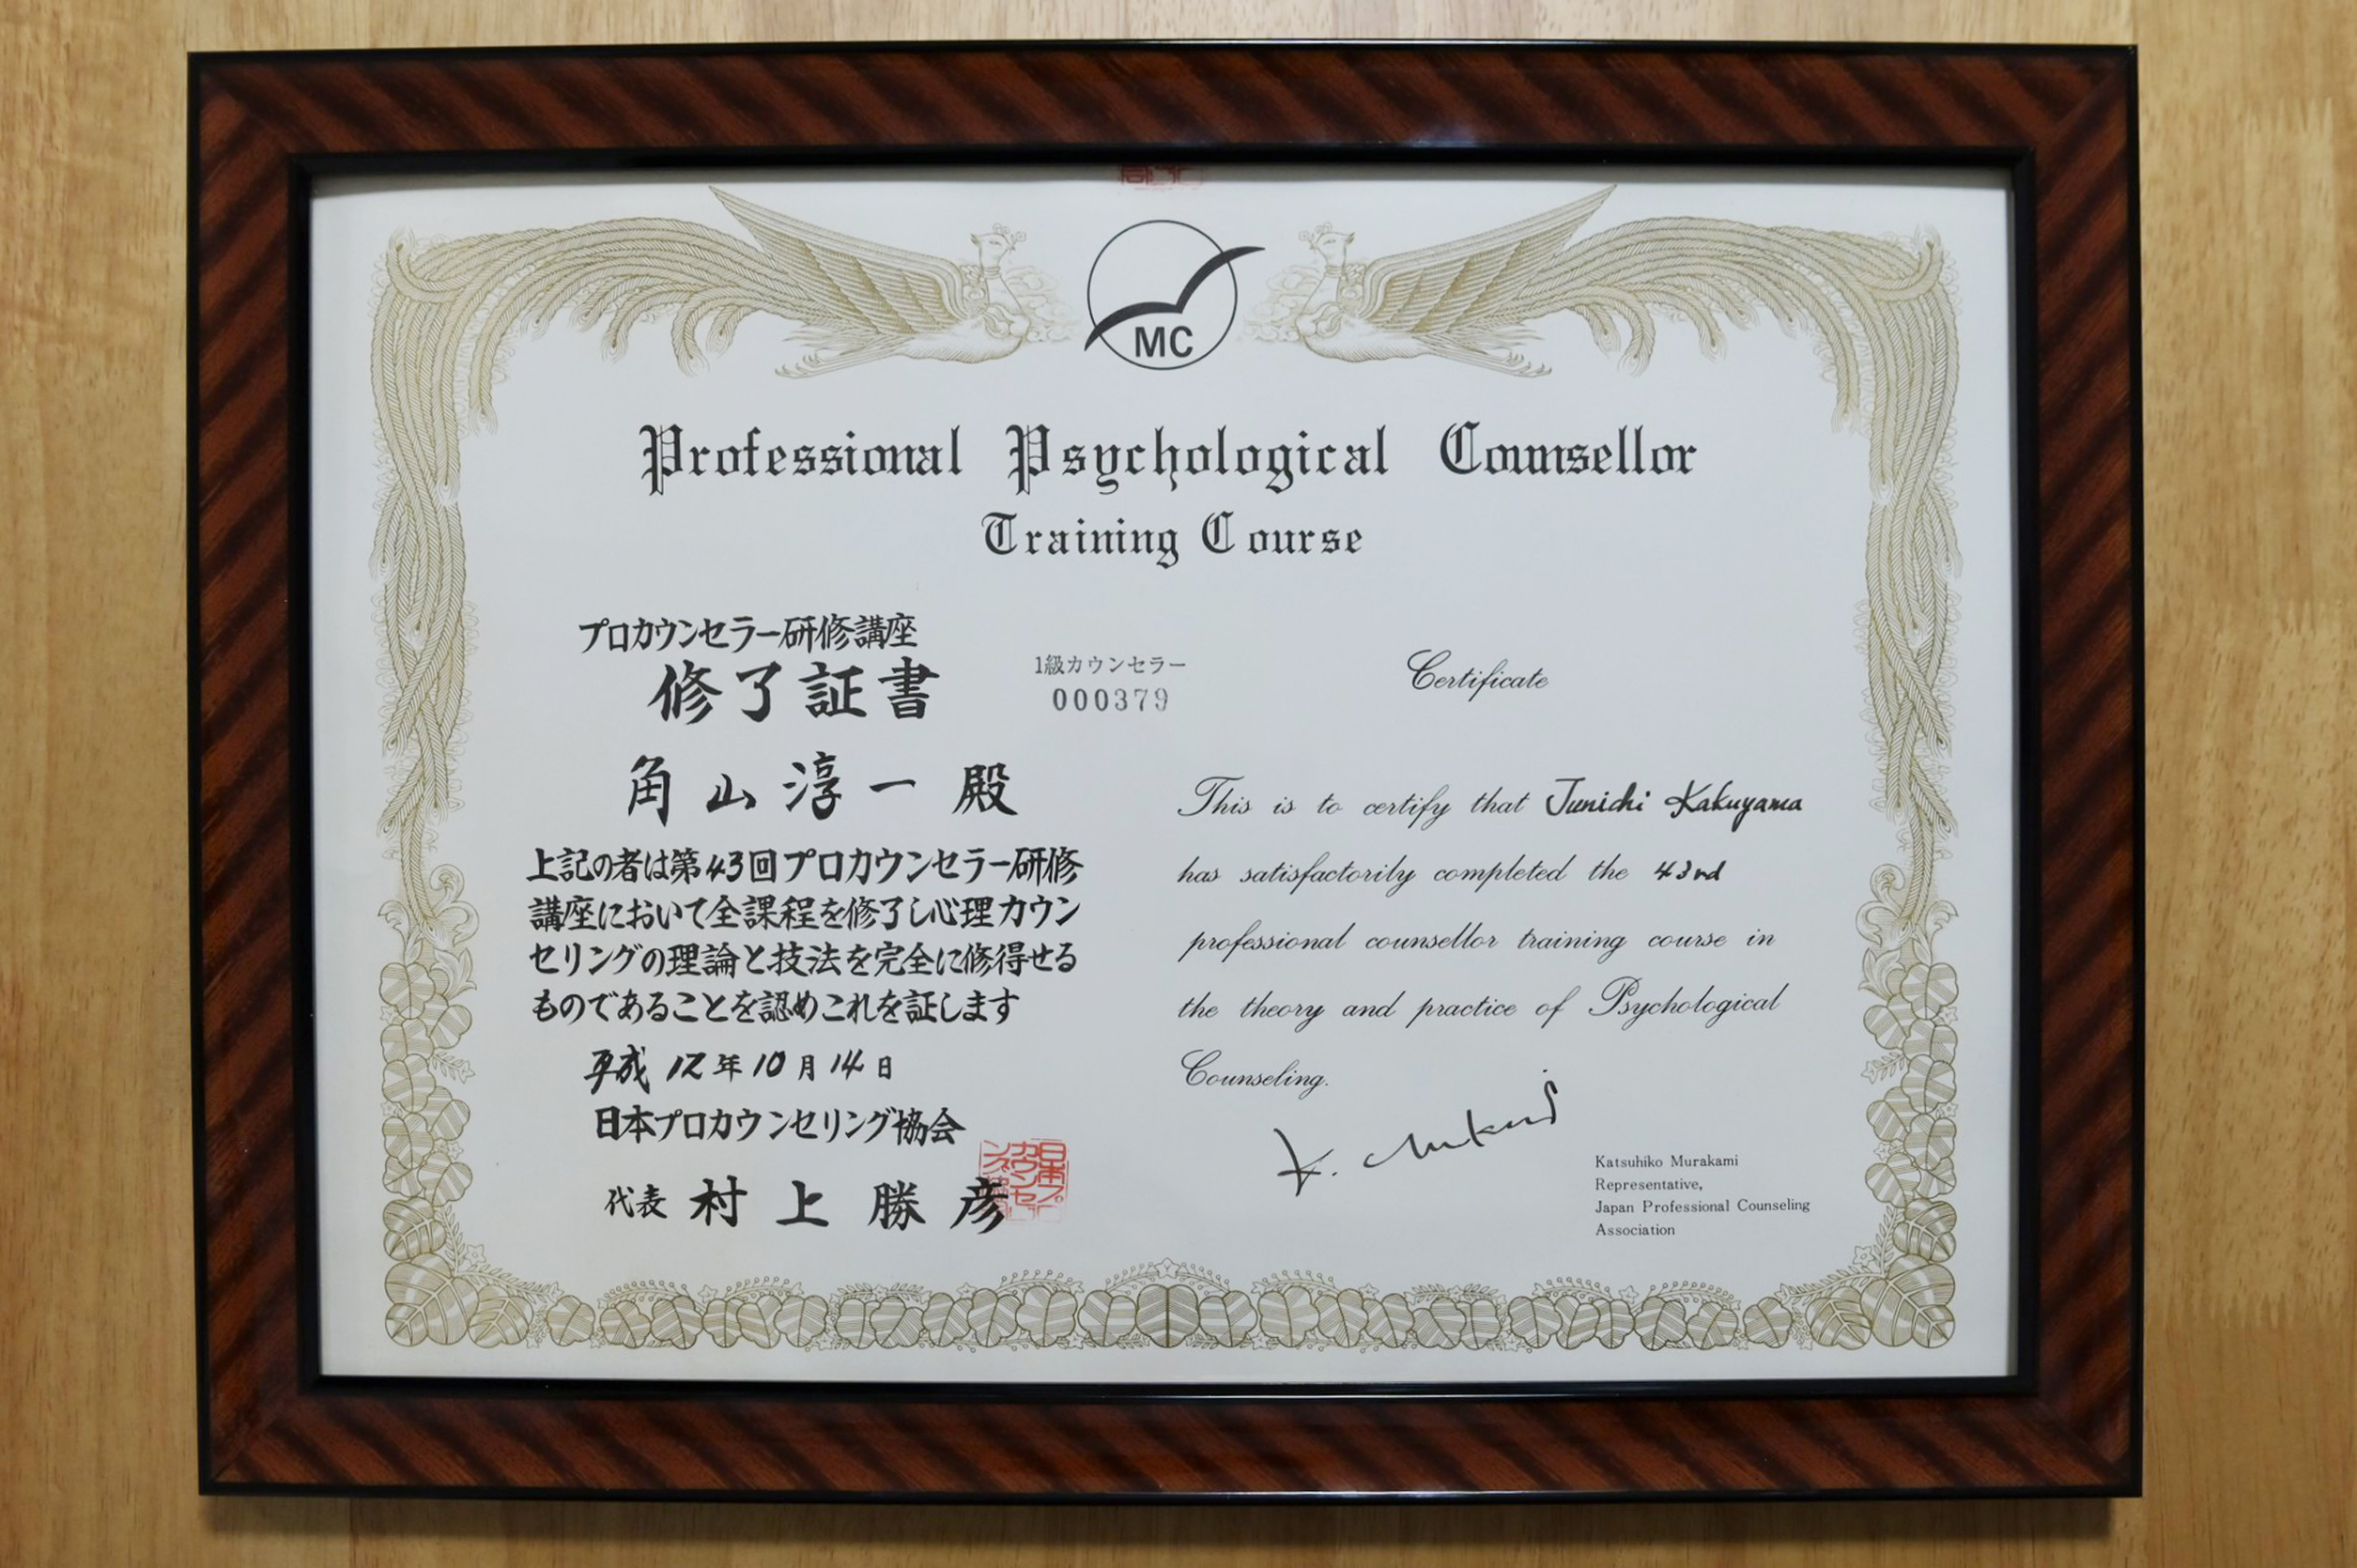 MC
Professional Psychological Counsellor
Training Course
プロカウンセラー研修講座
修了証書
1級カウンセラー
000379
角山淳一 殿
上記の者は第43回プロカウンセラー研修
講座において全課程を修了し心理カウン
セリングの理論と技法を完全に修得せる
ものであることを認めこれを証します
平成 12年10月14日
日本プロカウンセリング協会
代表 村上勝彦
Certificate
This is to certify that Junichi Kakuyama
has satisfactorily completed the 43rd
professional counsellor training course in
the theory and practice of Psychological
Counseling.
Katsuhiko Murakami
Representative,
Japan Professional Counseling
Association